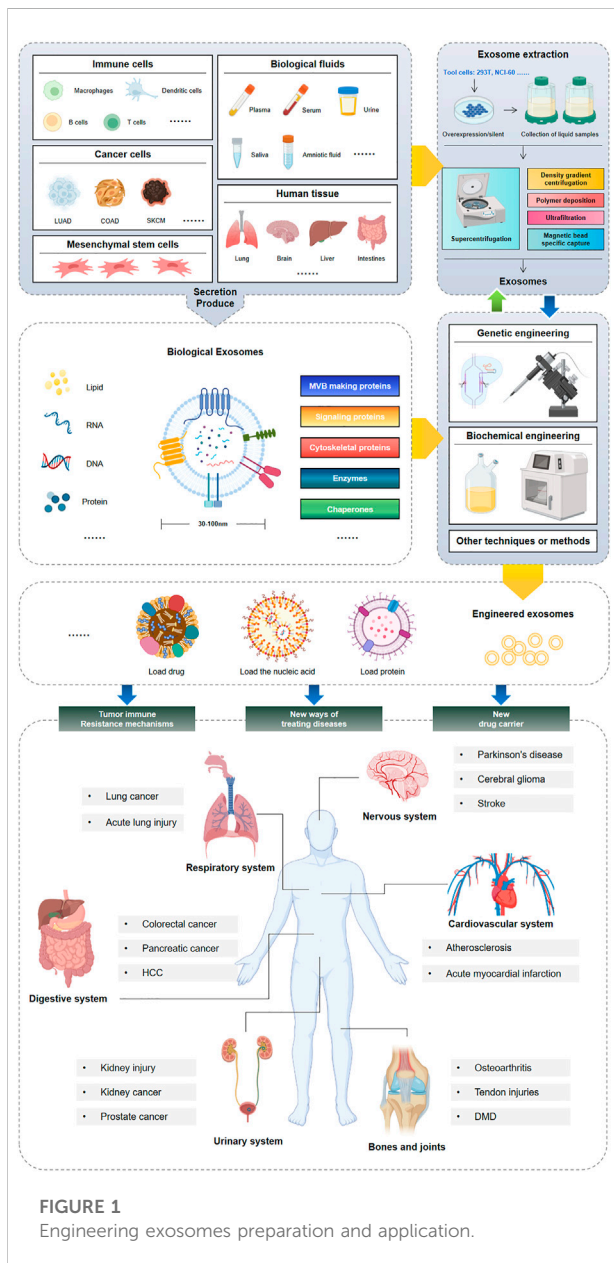 Immune cells
Macrophages
Dendritic cells
B cells
T cells
......
Cancer cells
LUAD
COAD
SKCM
......
Mesenchymal stem cells
Biological fluids
Plasma
Serum
Urine
Saliva
Amniotic fluid
......
Human tissue
Lung
Brain
Liver
Intestines
......
Exosome extraction
Tool cells: 293T, NCI-60 ......
Overexpression/silent
Collection of liquid samples
Supercentrifugation
Density gradient
centrifugation
Polymer deposition
Ultrafiltration
Magnetic bead
specific capture
Exosomes
Secretion
Produce
Biological Exosomes
Lipid
RNA
DNA
Protein
......
30-100nm
MVB making proteins
Signaling proteins
Cytoskeletal proteins
Enzymes
Chaperones
......
Genetic engineering
Biochemical engineering
Other techniques or methods
......
Load drug
Load the nucleic acid
Load protein
Engineered exosomes
Tumor immune
Resistance mechanisms
New ways of
treating diseases
New
drug carrier
• Lung cancer
• Acute lung injury
Respiratory system
Nervous system
• Parkinson's disease
• Cerebral glioma
• Stroke
Digestive system
• Colorectal cancer
• Pancreatic cancer
• HCC
Cardiovascular system
• Atherosclerosis
• Acute myocardial infarction
• Kidney injury
• Kidney cancer
• Prostate cancer
Urinary system
Bones and joints
• Osteoarthritis
• Tendon injuries
• DMD
FIGURE 1
Engineering exosomes preparation and application.